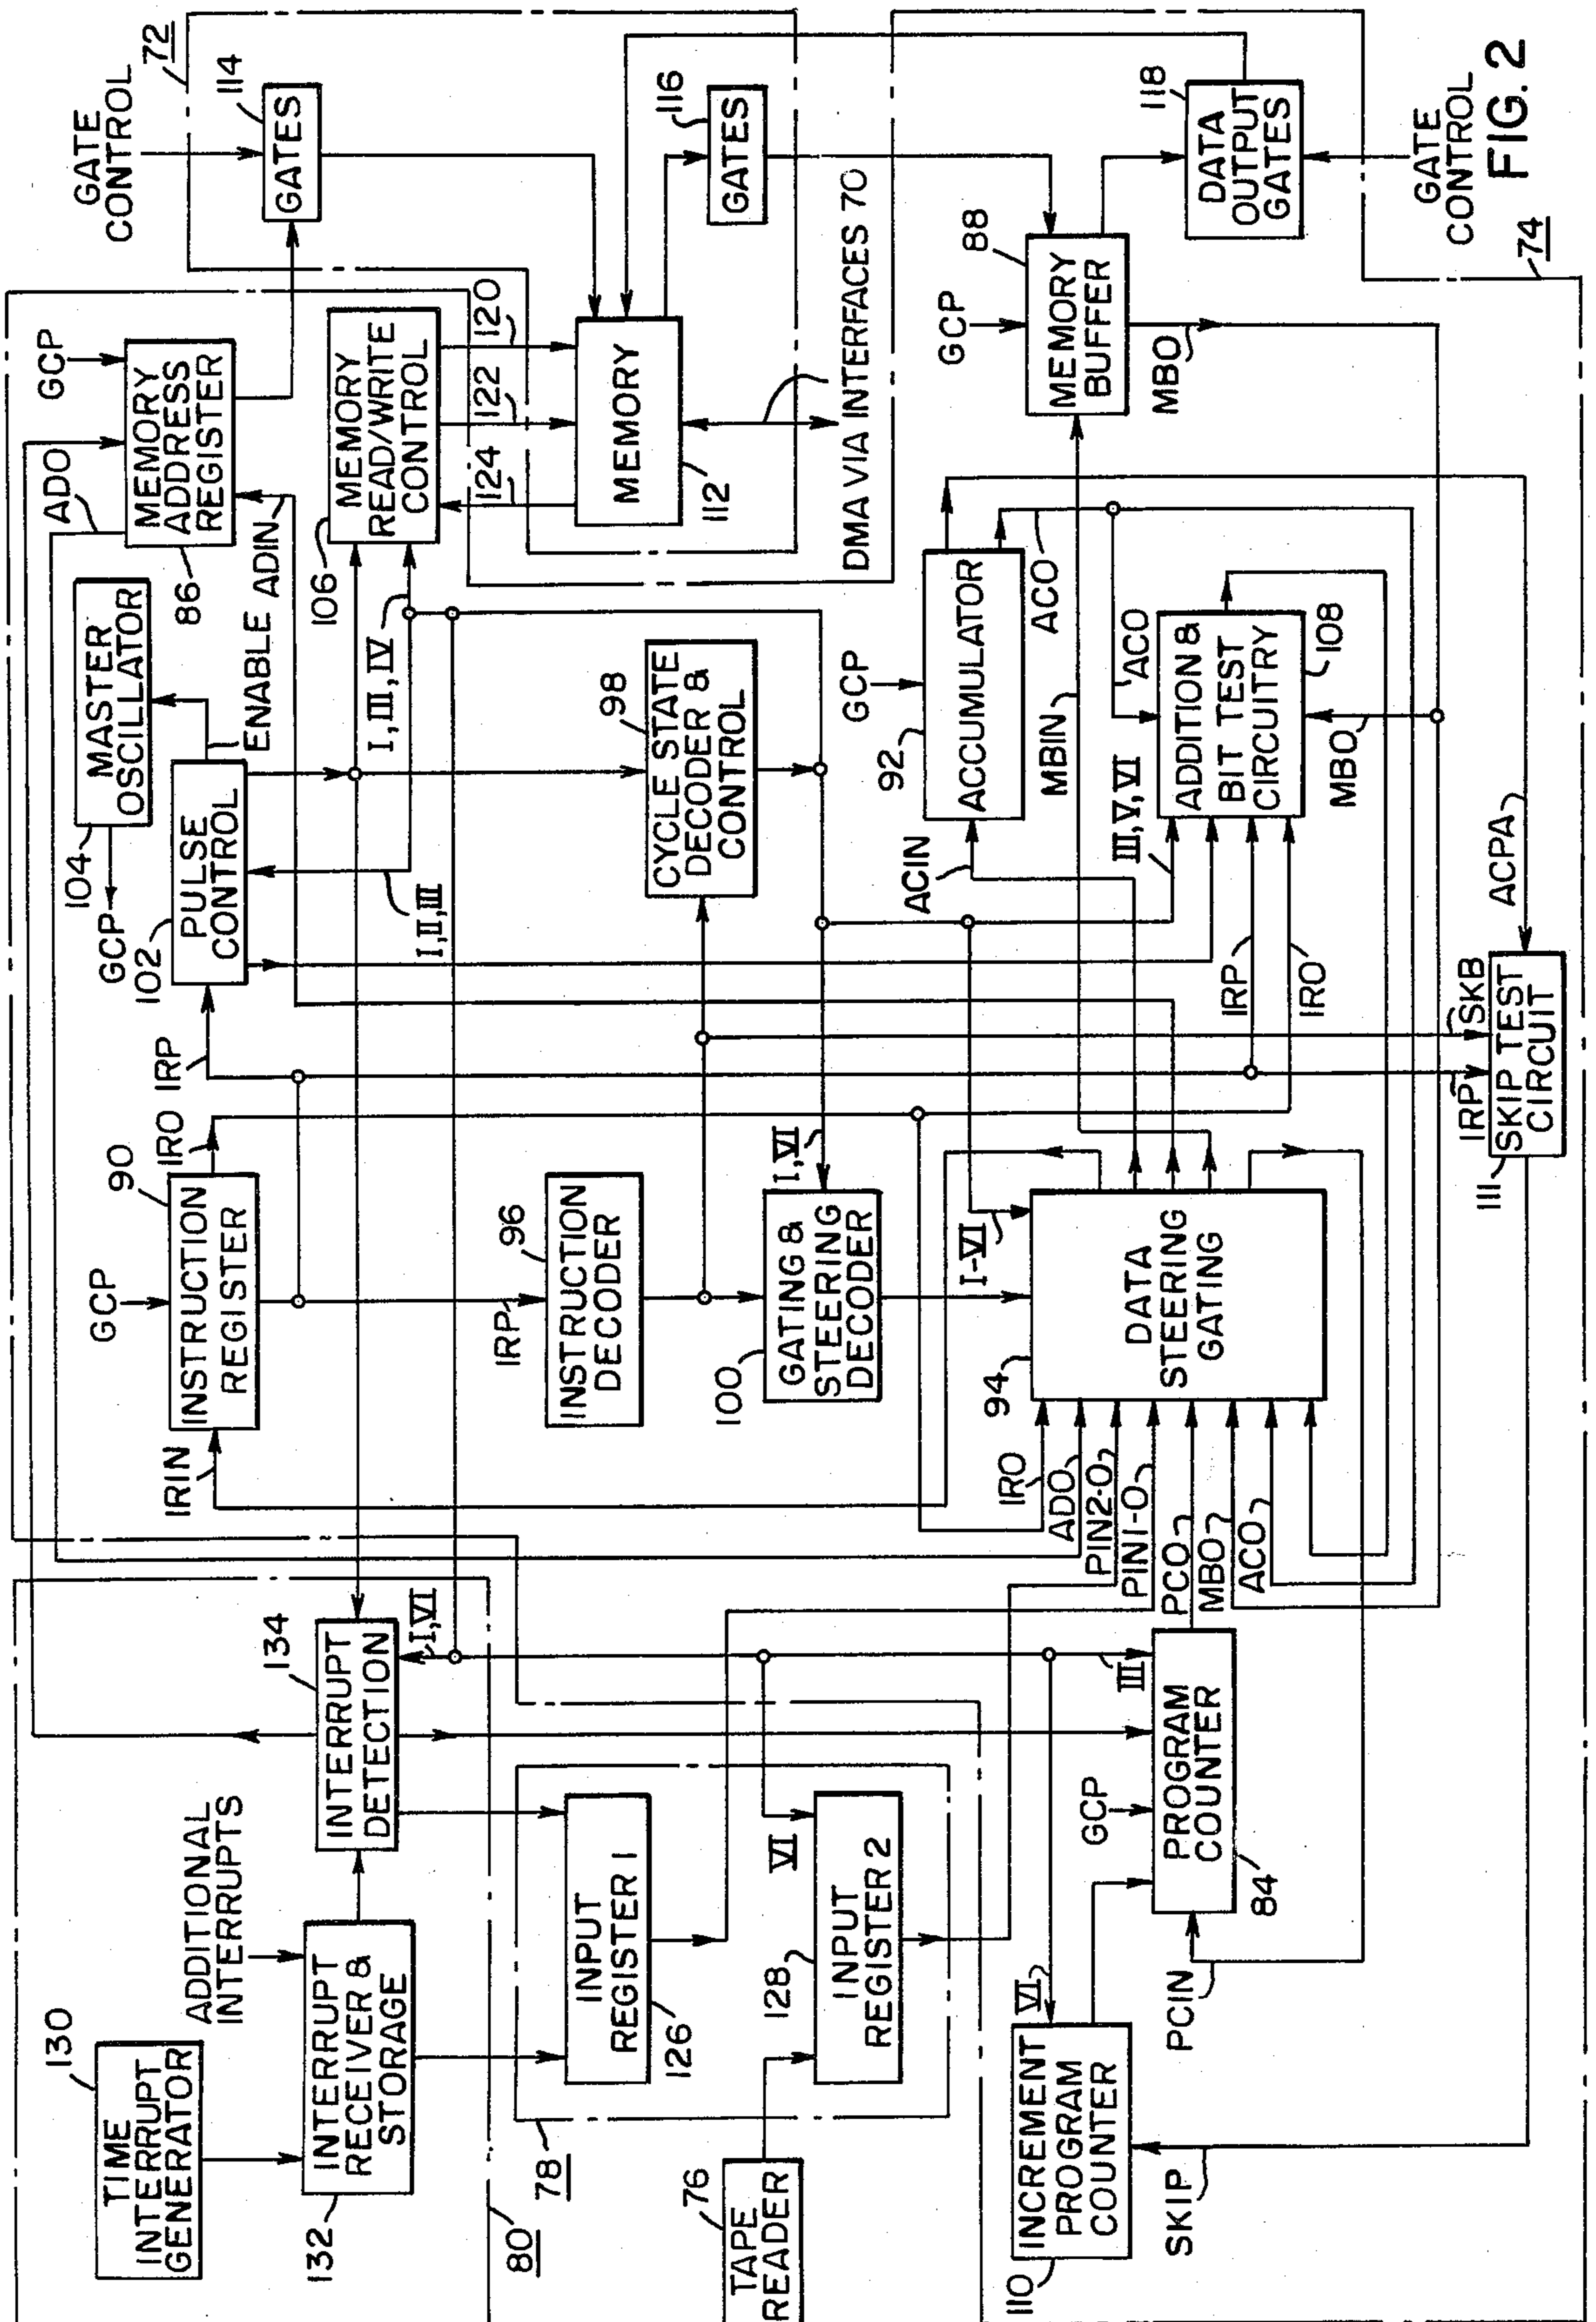 TIME
INTERRUPT
GENERATOR
130
ADDITIONAL
INTERRUPTS
INTERRUPT
RECEIVER &
STORAGE
132
INTERRUPT
DETECTION
134
I,VI
80
78
INPUT
REGISTER 1
126
INPUT
REGISTER 2
128
VI
TAPE
READER
76
INCREMENT
PROGRAM
COUNTER
110
VI
SKIP
PROGRAM
COUNTER
84
GCP
III
PCIN
GCP
INSTRUCTION
REGISTER
90
IRIN
IRO
IRP
IRP
INSTRUCTION
DECODER
96
GATING &
STEERING
DECODER
100
I,VI
I-VI
DATA
STEERING
GATING
94
IRO
ADO
PIN2-O
PIN1-O
PCO
MBO
ACO
MASTER
OSCILLATOR
104
GCP
PULSE
CONTROL
102
ENABLE
I,II,III
I,III,IV
CYCLE STATE
DECODER &
CONTROL
98
GCP
ACCUMULATOR
92
ACIN
ACO
MBIN
III,V,VI
ADDITION &
BIT TEST
CIRCUITRY
108
ACO
MBO
IRP
IRO
ACPA
IRP
SKB
SKIP TEST
CIRCUIT
111
GCP
ADO
MEMORY
ADDRESS
REGISTER
86
ADIN
MEMORY
READ/WRITE
CONTROL
106
124
122
120
MEMORY
112
DMA VIA INTERFACES 70
GATE
CONTROL
72
GATES
114
GATES
116
GCP
MEMORY
BUFFER
88
MBO
DATA
OUTPUT
GATES
118
GATE
CONTROL
74
FIG. 2